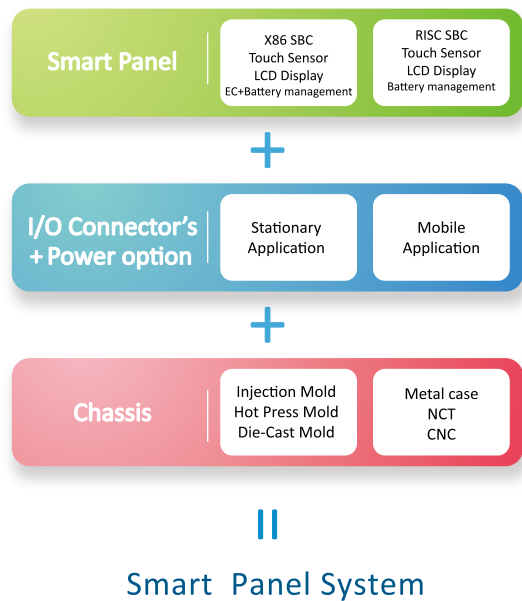 Smart Panel
X86 SBC
Touch Sensor
LCD Display
EC+Battery management
RISC SBC
Touch Sensor
LCD Display
Battery management
+
I/O Connector's
+ Power option
Stationary
Application
Mobile
Application
+
Chassis
Injection Mold
Hot Press Mold
Die-Cast Mold
Metal case
NCT
CNC
=
Smart Panel System